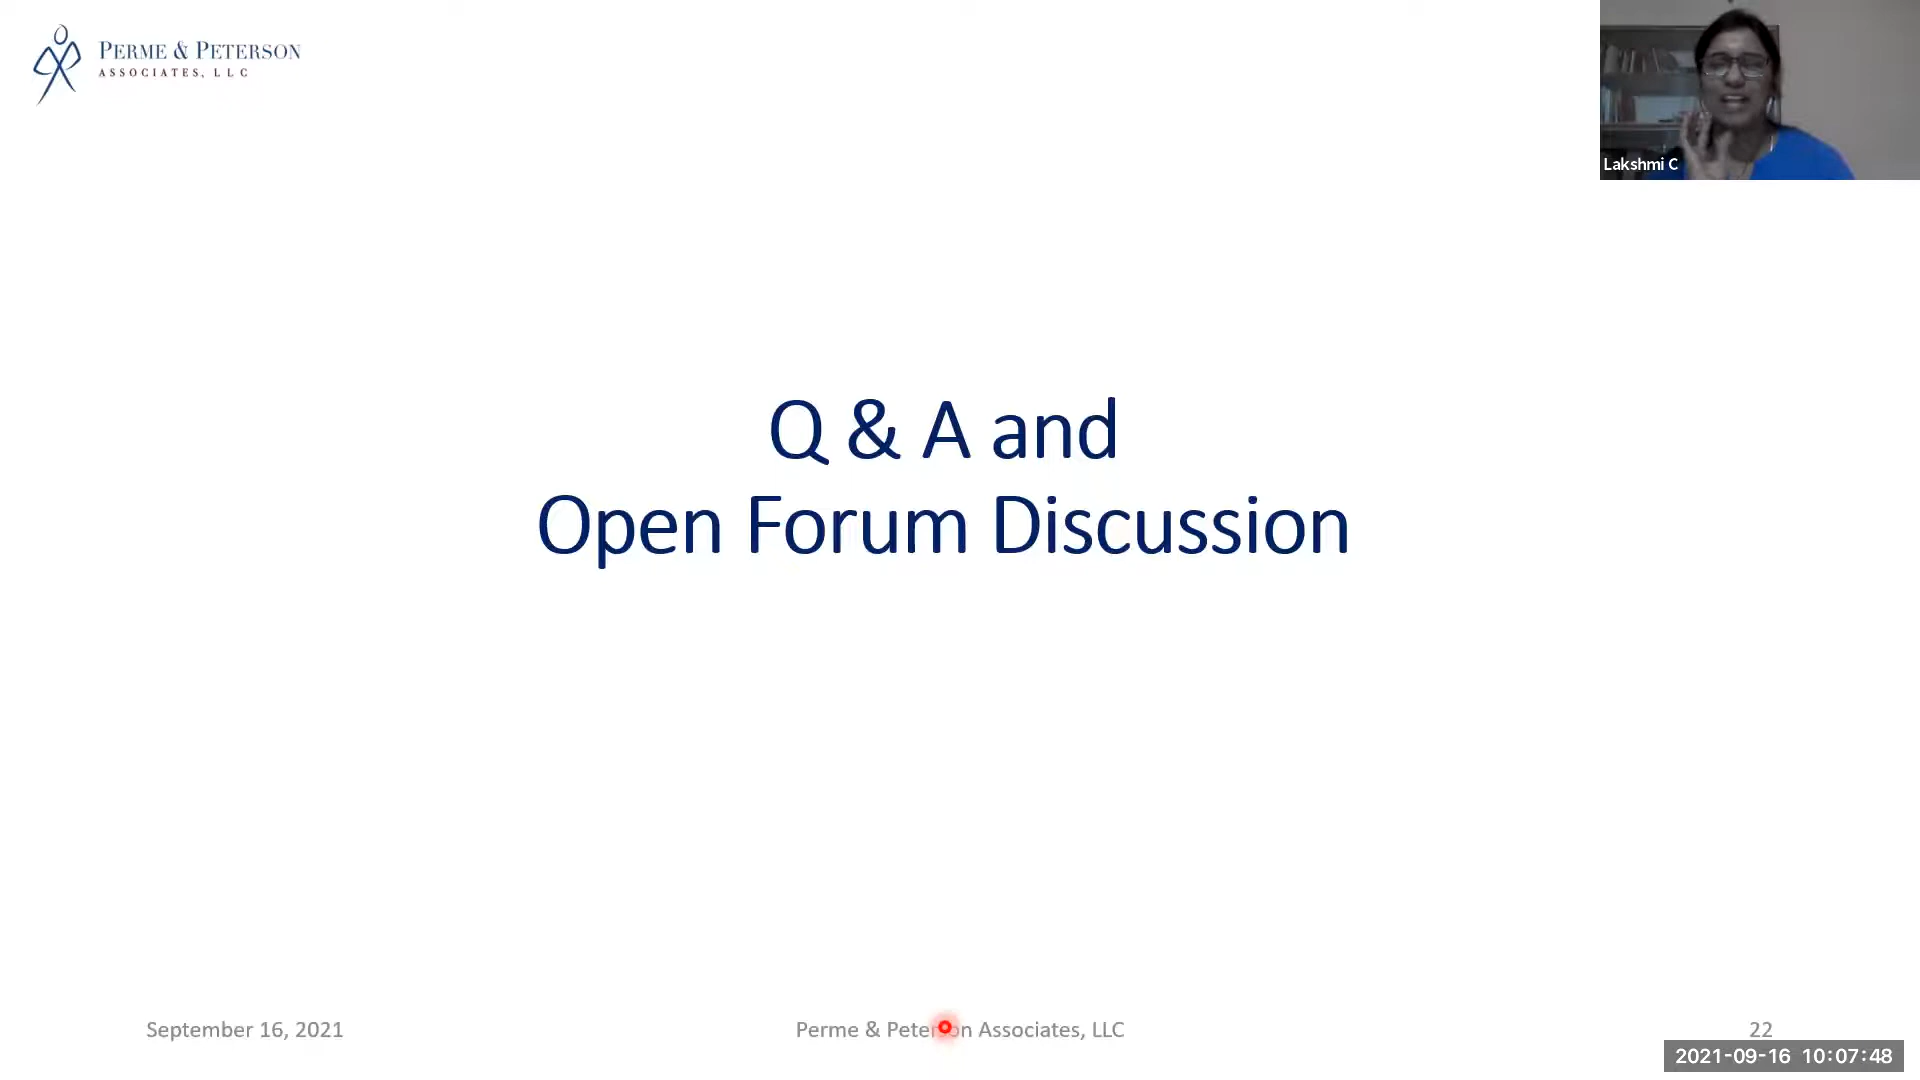 PERME & PETERSON
ASSOCIATES, LLC
Lakshmi C
Q & A and
Open Forum Discussion
September 16, 2021
Perme & Peterson Associates, LLC
22
2021-09-16 10:07:48